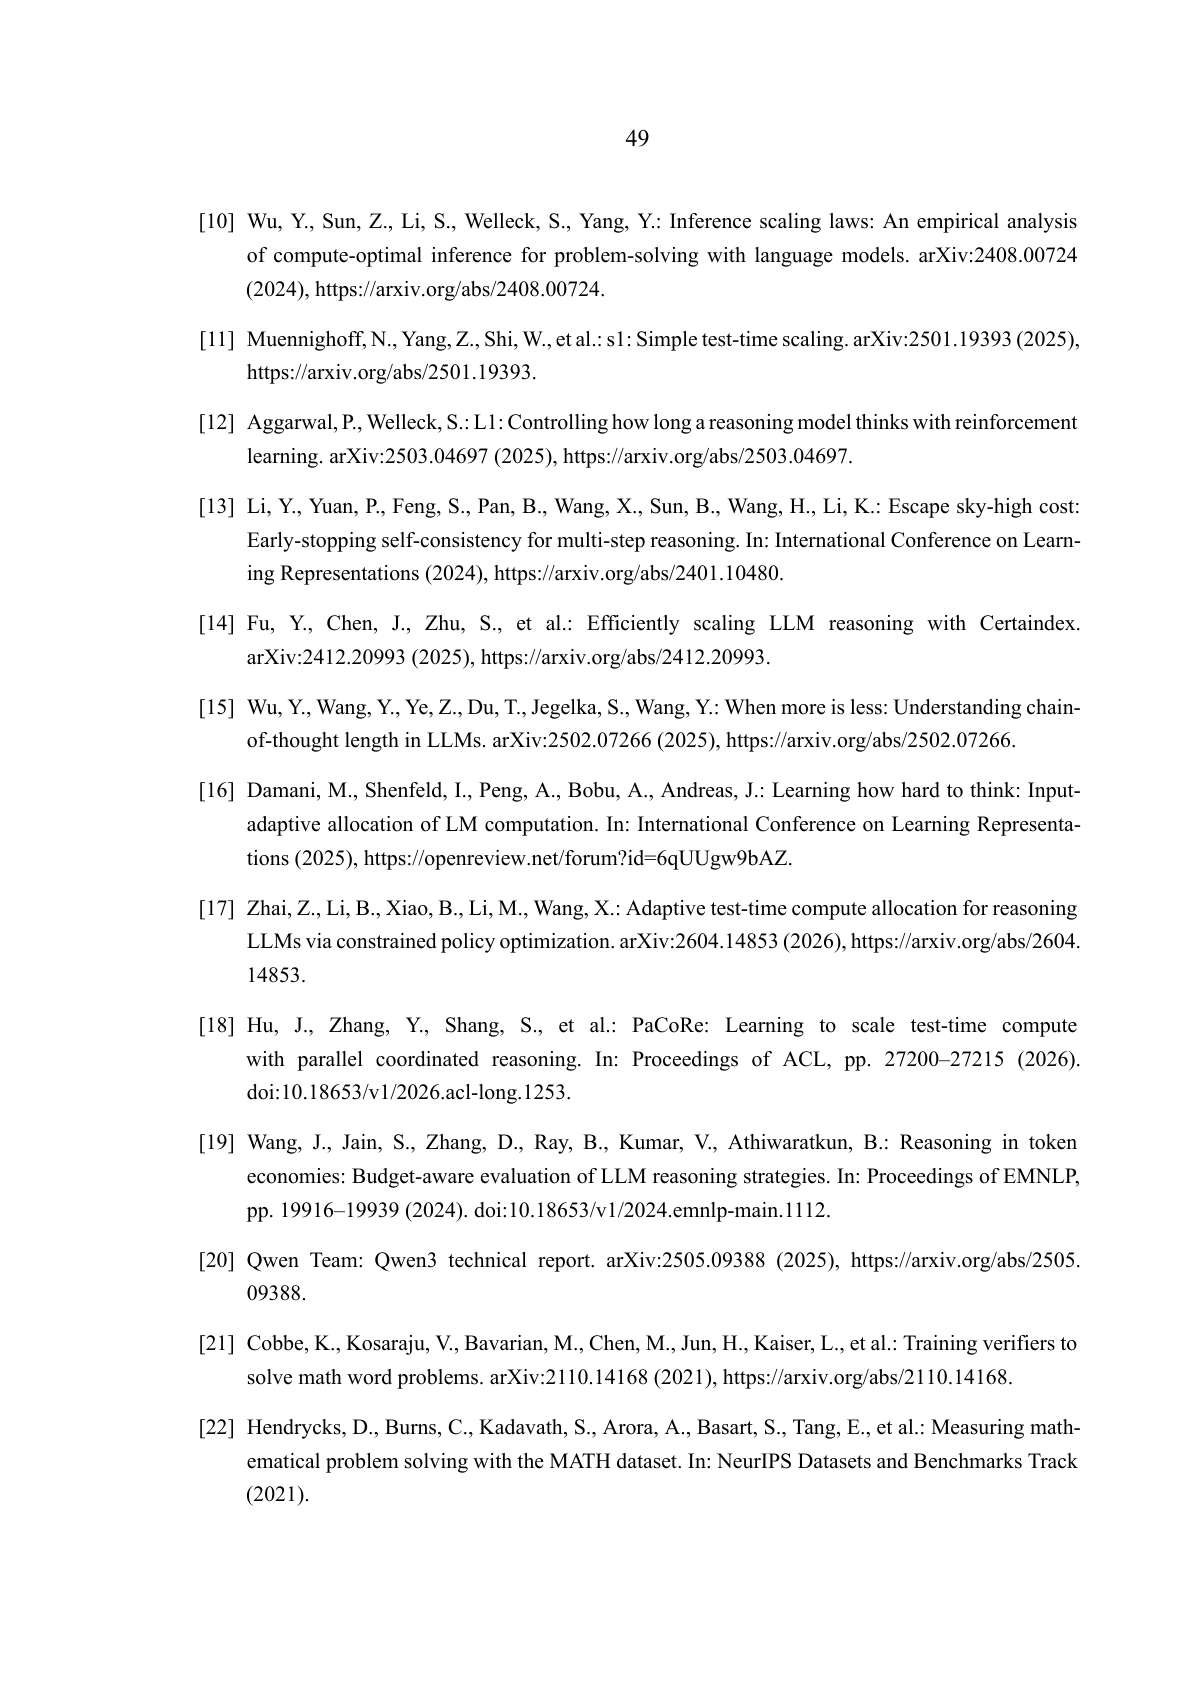 49
[10] Wu, Y., Sun, Z., Li, S., Welleck, S., Yang, Y.: Inference scaling laws: An empirical analysis
of compute-optimal inference for problem-solving with language models. arXiv:2408.00724
(2024), https://arxiv.org/abs/2408.00724.
[11] Muennighoff, N., Yang, Z., Shi, W., et al.: s1: Simple test-time scaling. arXiv:2501.19393 (2025),
https://arxiv.org/abs/2501.19393.
[12] Aggarwal, P., Welleck, S.: L1: Controlling how long a reasoning model thinks with reinforcement
learning. arXiv:2503.04697 (2025), https://arxiv.org/abs/2503.04697.
[13] Li, Y., Yuan, P., Feng, S., Pan, B., Wang, X., Sun, B., Wang, H., Li, K.: Escape sky-high cost:
Early-stopping self-consistency for multi-step reasoning. In: International Conference on Learn-
ing Representations (2024), https://arxiv.org/abs/2401.10480.
[14] Fu, Y., Chen, J., Zhu, S., et al.: Efficiently scaling LLM reasoning with Certaindex.
arXiv:2412.20993 (2025), https://arxiv.org/abs/2412.20993.
[15] Wu, Y., Wang, Y., Ye, Z., Du, T., Jegelka, S., Wang, Y.: When more is less: Understanding chain-
of-thought length in LLMs. arXiv:2502.07266 (2025), https://arxiv.org/abs/2502.07266.
[16] Damani, M., Shenfeld, I., Peng, A., Bobu, A., Andreas, J.: Learning how hard to think: Input-
adaptive allocation of LM computation. In: International Conference on Learning Representa-
tions (2025), https://openreview.net/forum?id=6qUUgw9bAZ.
[17] Zhai, Z., Li, B., Xiao, B., Li, M., Wang, X.: Adaptive test-time compute allocation for reasoning
LLMs via constrained policy optimization. arXiv:2604.14853 (2026), https://arxiv.org/abs/2604.
14853.
[18] Hu, J., Zhang, Y., Shang, S., et al.: PaCoRe: Learning to scale test-time compute
with parallel coordinated reasoning. In: Proceedings of ACL, pp. 27200–27215 (2026).
doi:10.18653/v1/2026.acl-long.1253.
[19] Wang, J., Jain, S., Zhang, D., Ray, B., Kumar, V., Athiwaratkun, B.: Reasoning in token
economies: Budget-aware evaluation of LLM reasoning strategies. In: Proceedings of EMNLP,
pp. 19916–19939 (2024). doi:10.18653/v1/2024.emnlp-main.1112.
[20] Qwen Team: Qwen3 technical report. arXiv:2505.09388 (2025), https://arxiv.org/abs/2505.
09388.
[21] Cobbe, K., Kosaraju, V., Bavarian, M., Chen, M., Jun, H., Kaiser, L., et al.: Training verifiers to
solve math word problems. arXiv:2110.14168 (2021), https://arxiv.org/abs/2110.14168.
[22] Hendrycks, D., Burns, C., Kadavath, S., Arora, A., Basart, S., Tang, E., et al.: Measuring math-
ematical problem solving with the MATH dataset. In: NeurIPS Datasets and Benchmarks Track
(2021).